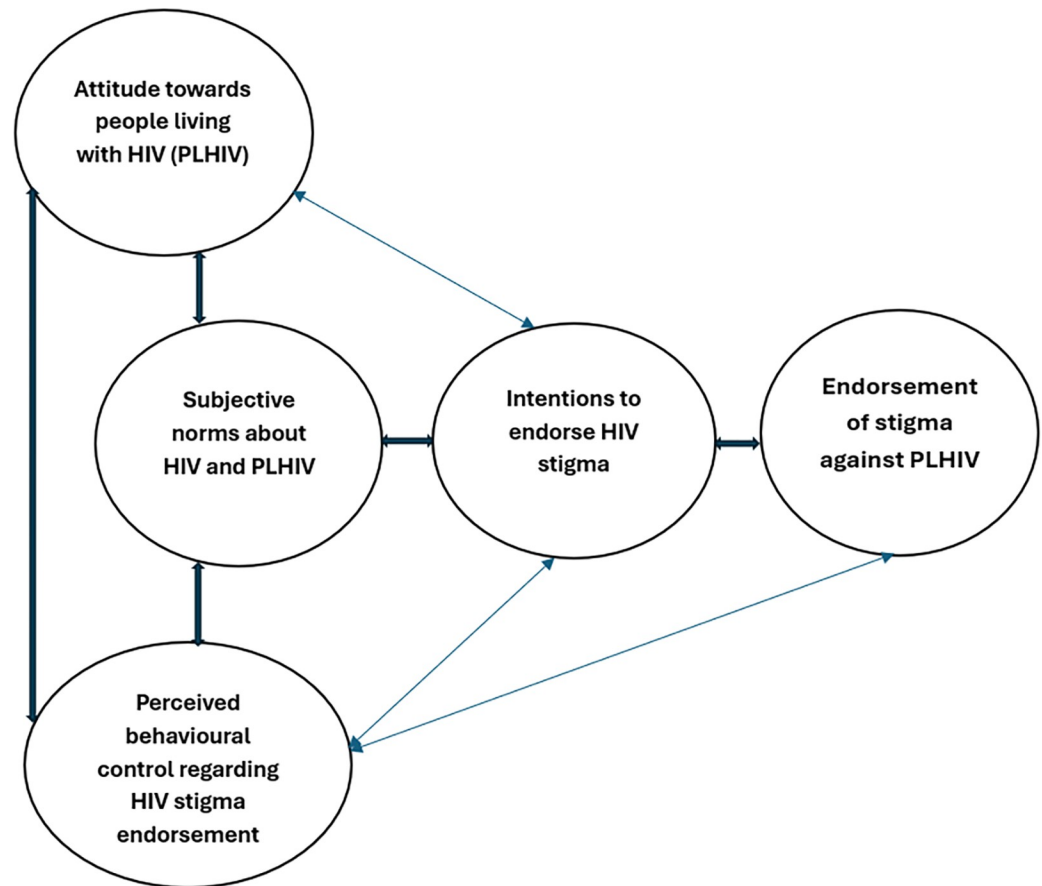 Attitude towards
people living
with HIV (PLHIV)
Subjective
norms about
HIV and PLHIV
Intentions to
endorse HIV
stigma
Endorsement
of stigma
against PLHIV
Perceived
behavioural
control regarding
HIV stigma
endorsement